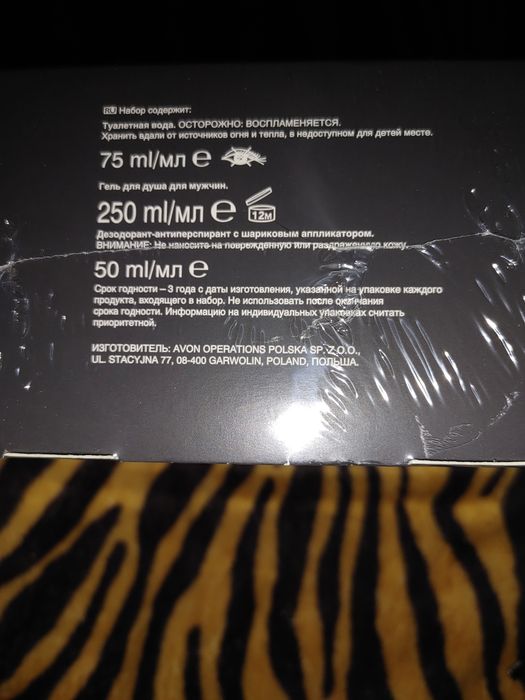 RU Набор содержит:
Туалетная вода. ОСТОРОЖНО: ВОСПЛАМЕНЯЕТСЯ.
Хранить вдали от источников огня и тепла, в недоступном для детей месте.
75 ml/мл e
Гель для душа для мужчин.
250 ml/мл e 12M
Дезодорант-антиперспирант с шариковым аппликатором.
ВНИМАНИЕ: Не наносите на поврежденную или раздраженную кожу.
50 ml/мл e
Срок годности – 3 года с даты изготовления, указанной на упаковке каждого
продукта, входящего в набор. Не использовать после окончания
срока годности. Информацию на индивидуальных упаковках считать
приоритетной.
ИЗГОТОВИТЕЛЬ: AVON OPERATIONS POLSKA SP. Z O.O.,
UL. STACYJNA 77, 08-400 GARWOLIN, POLAND, ПОЛЬША.